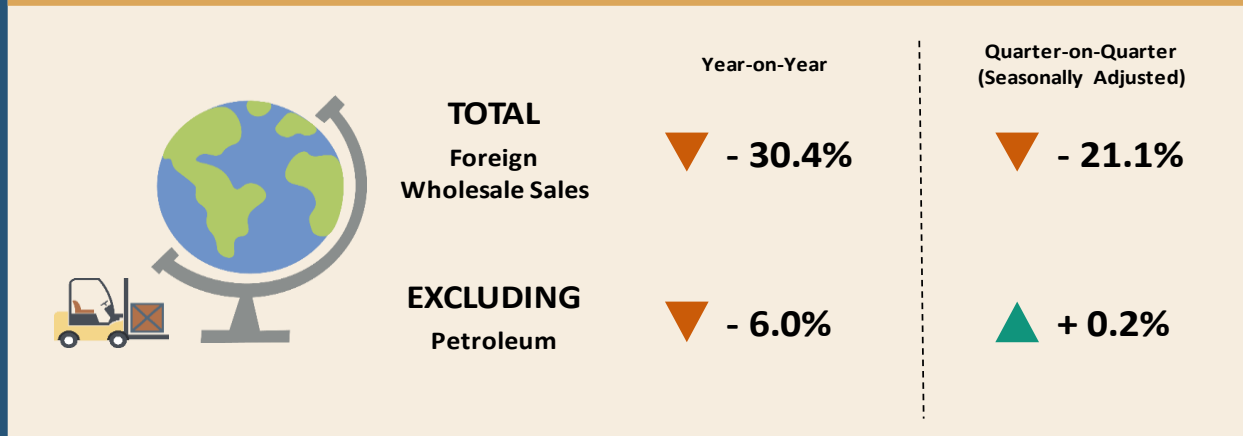 Year-on-Year
Quarter-on-Quarter
(Seasonally Adjusted)
TOTAL
Foreign
Wholesale Sales
- 30.4%
- 21.1%
EXCLUDING
Petroleum
- 6.0%
+ 0.2%